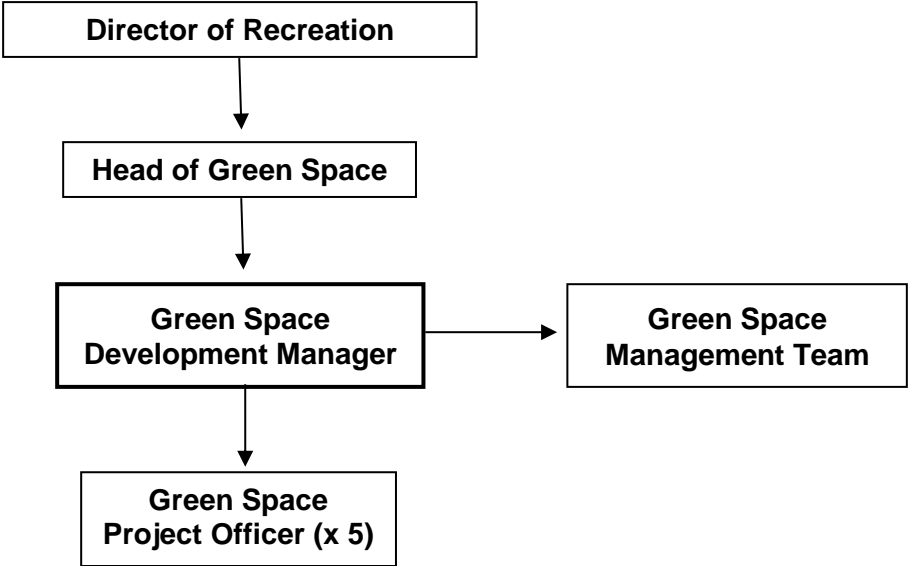 Director of Recreation
Head of Green Space
Green Space
Development Manager
Green Space
Management Team
Green Space
Project Officer (x 5)